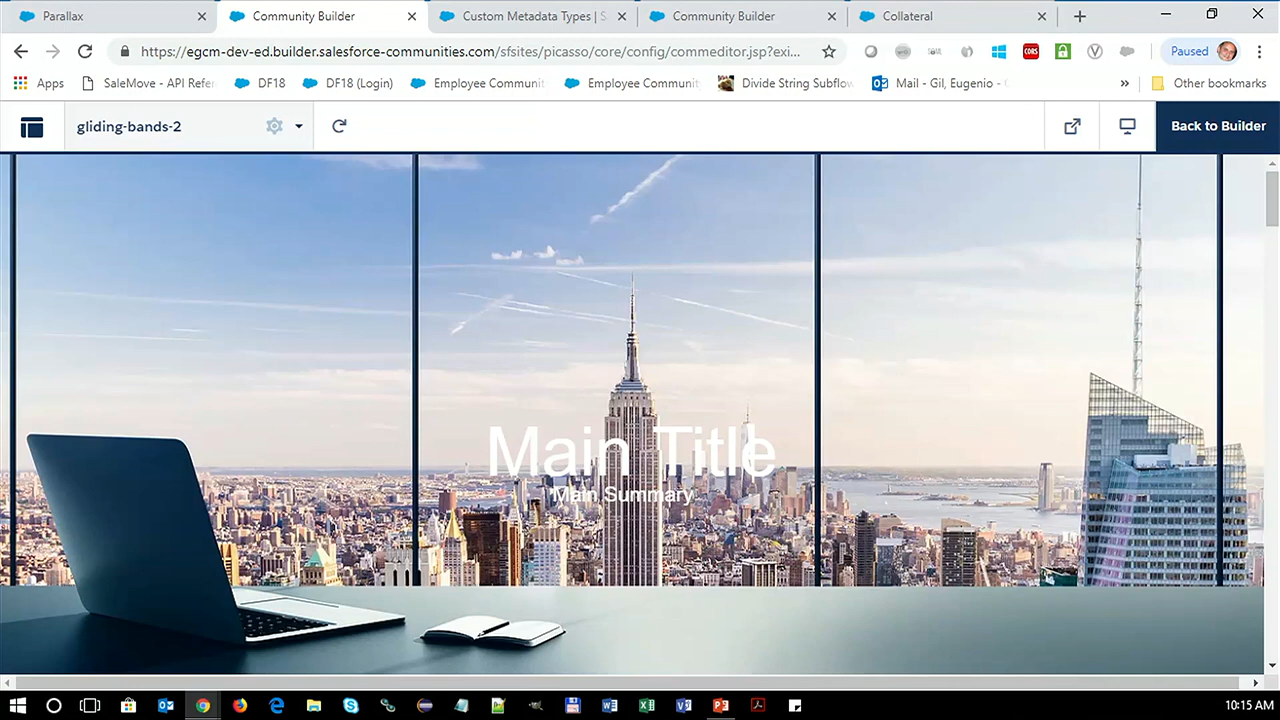 Parallax
Community Builder
Custom Metadata Types | S
Community Builder
Collateral
https://egcm-dev-ed.builder.salesforce-communities.com/sfsites/picasso/core/config/commeditor.jsp?exi...
CORS
Paused
Apps
SaleMove - API Refer
DF18
DF18 (Login)
Employee Communit
Employee Communit
Divide String Subflow
Mail - Gil, Eugenio - O
Other bookmarks
gliding-bands-2
Back to Builder
Main Title
Main Summary
10:15 AM